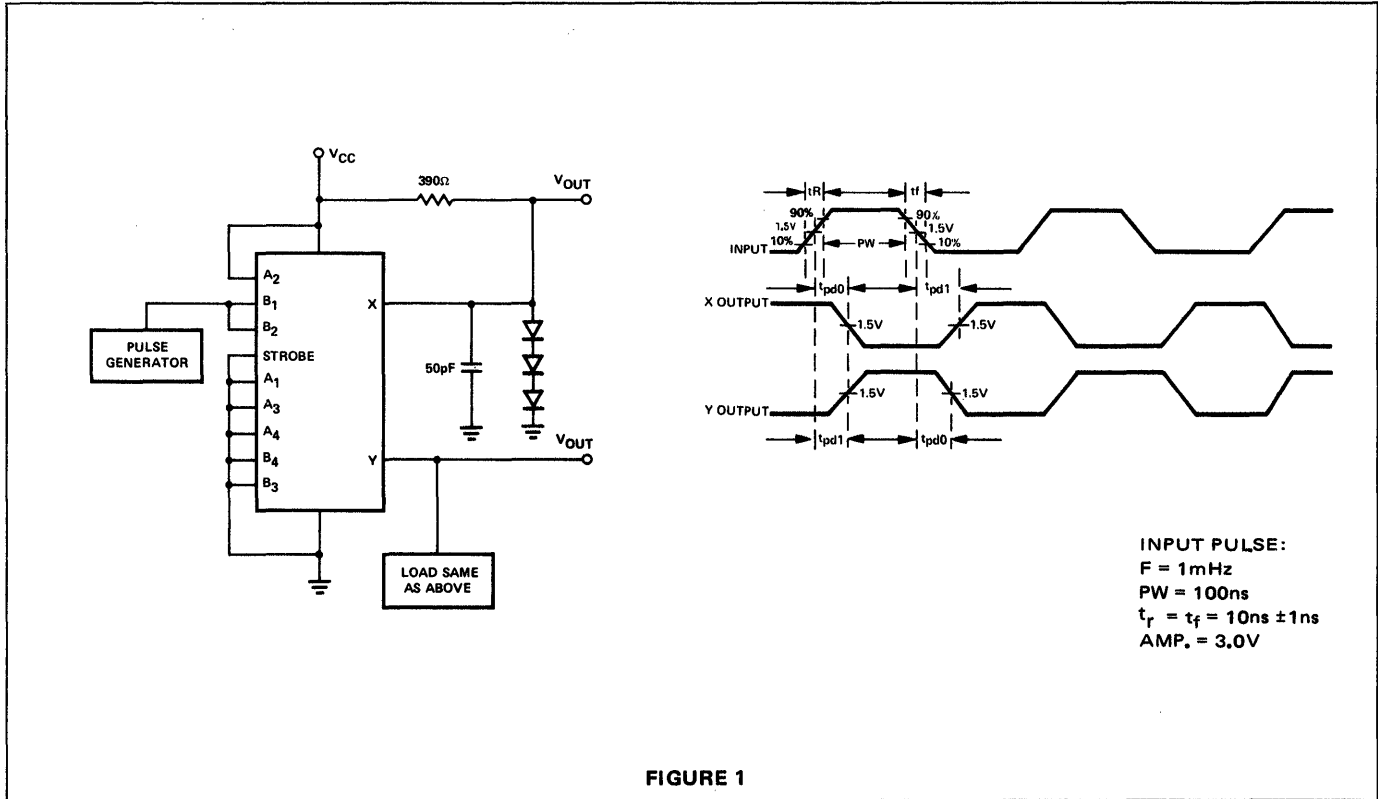 VCC
390Ω
VOUT
A2
B1
B2
STROBE
A1
A3
A4
B4
B3
X
Y
PULSE
GENERATOR
50pF
VOUT
LOAD SAME
AS ABOVE
tR
tf
90%
1.5V
10%
INPUT
PW
90%
1.5V
10%
tpd0
tpd1
X OUTPUT
1.5V
1.5V
Y OUTPUT
1.5V
1.5V
tpd1
tpd0
INPUT PULSE:
F = 1mHz
PW = 100ns
tr = tf = 10ns ±1ns
AMP. = 3.0V
FIGURE 1